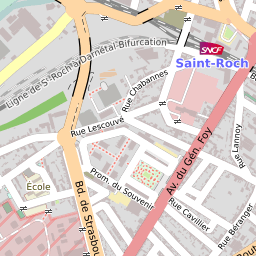 Ligne de St-Roch à Darnétal-Bifurcation
SNCF
Saint-Roch
Rue Chabannes
Rue Lescouvé
Av. du Gén. Foy
Rue Lannoy
École
Prom. du Souvenir
Bd. de Strasbou
Rue Cavillier
Rue Béranger